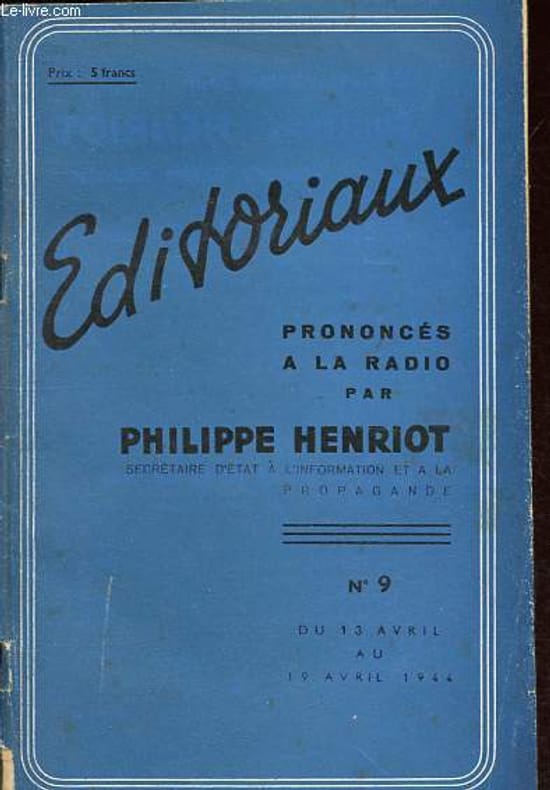 Le-livre.com
Prix : 5 francs
Editoriaux
PRONONCÉS
A LA RADIO
PAR
PHILIPPE HENRIOT
SECRÉTAIRE D'ÉTAT À L'INFORMATION ET A LA
PROPAGANDE
N° 9
DU 13 AVRIL
AU
19 AVRIL 1944